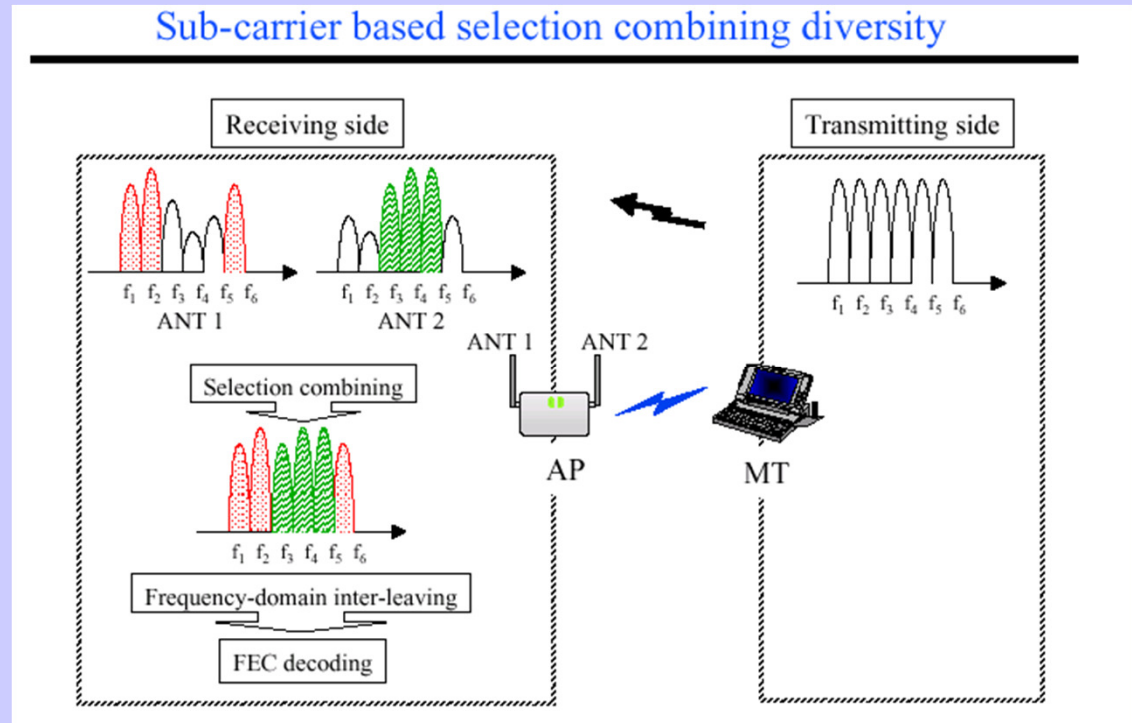 Sub-carrier based selection combining diversity
Receiving side
Transmitting side
f₁ f₂ f₃ f₄ f₅ f₆
ANT 1
f₁ f₂ f₃ f₄ f₅ f₆
ANT 2
f₁ f₂ f₃ f₄ f₅ f₆
ANT 1 ANT 2
AP
MT
Selection combining
f₁ f₂ f₃ f₄ f₅ f₆
Frequency-domain inter-leaving
FEC decoding